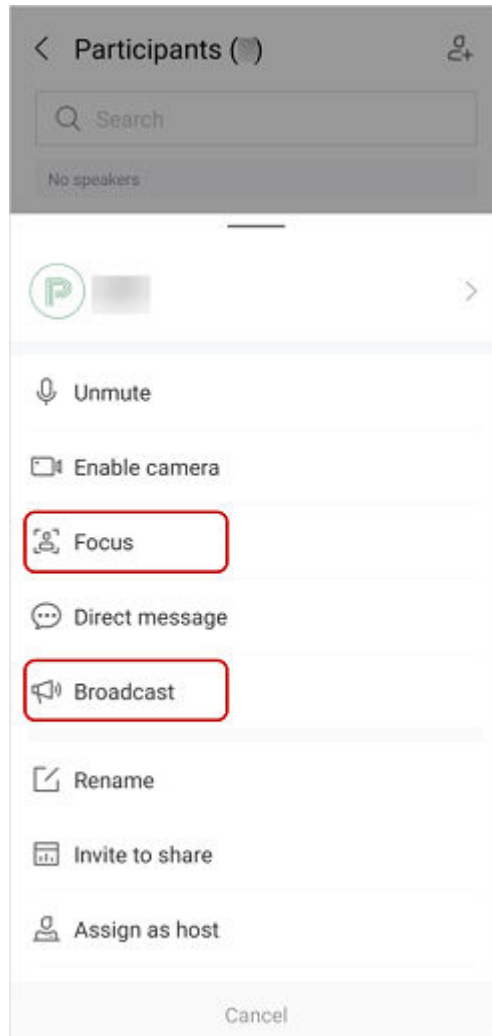 Participants ( )
Search
No speakers
P
Unmute
Enable camera
Focus
Direct message
Broadcast
Rename
Invite to share
Assign as host
Cancel